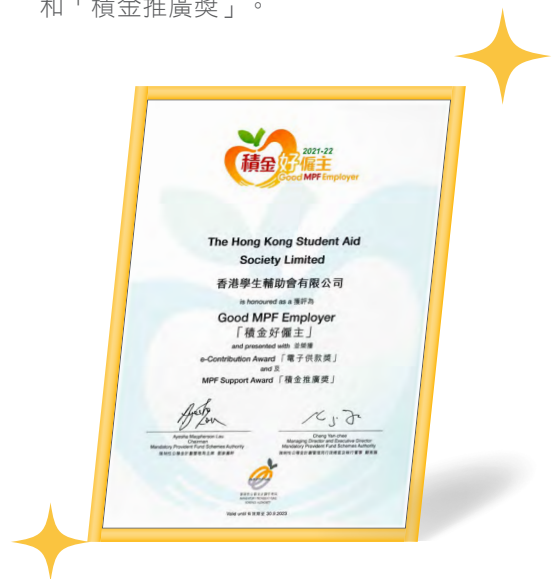 和「積金推廣獎」。
2021-22
積金好僱主
Good MPF Employer
The Hong Kong Student Aid
Society Limited
香港學生輔助會有限公司
is honoured as a 獲評為
Good MPF Employer
「積金好僱主」
and presented with 並榮獲
e-Contribution Award「電子供款獎」
and 及
MPF Support Award「積金推廣獎」
Ayesha Macpherson Lau
Chairman
Mandatory Provident Fund Schemes Authority
Cheng Yan-chee
Managing Director and Executive Director
Mandatory Provident Fund Schemes Authority
Valid until 有效期至 30.9.2023